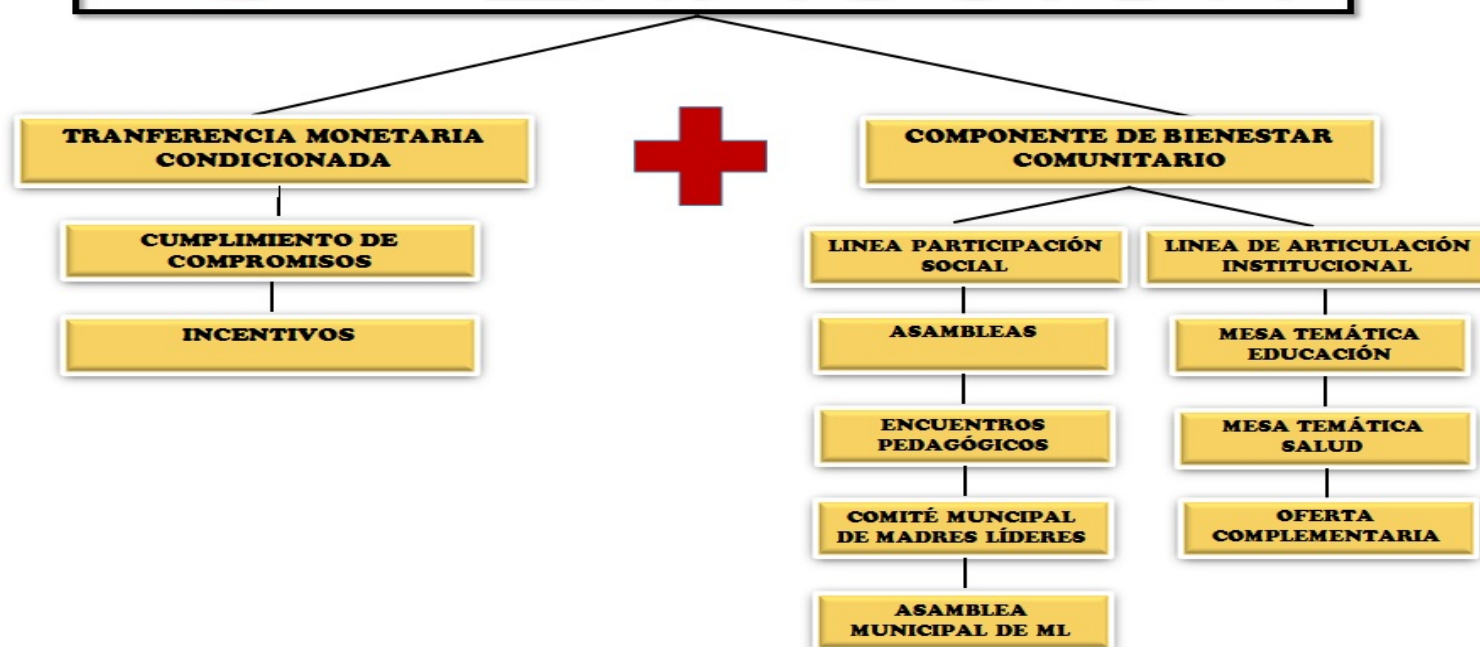 TRANFERENCIA MONETARIA
CONDICIONADA
CUMPLIMIENTO DE
COMPROMISOS
INCENTIVOS
COMPONENTE DE BIENESTAR
COMUNITARIO
LINEA PARTICIPACIÓN
SOCIAL
ASAMBLEAS
ENCUENTROS
PEDAGÓGICOS
COMITÉ MUNCIPAL
DE MADRES LÍDERES
ASAMBLEA
MUNICIPAL DE ML
LINEA DE ARTICULACIÓN
INSTITUCIONAL
MESA TEMÁTICA
EDUCACIÓN
MESA TEMÁTICA
SALUD
OFERTA
COMPLEMENTARIA